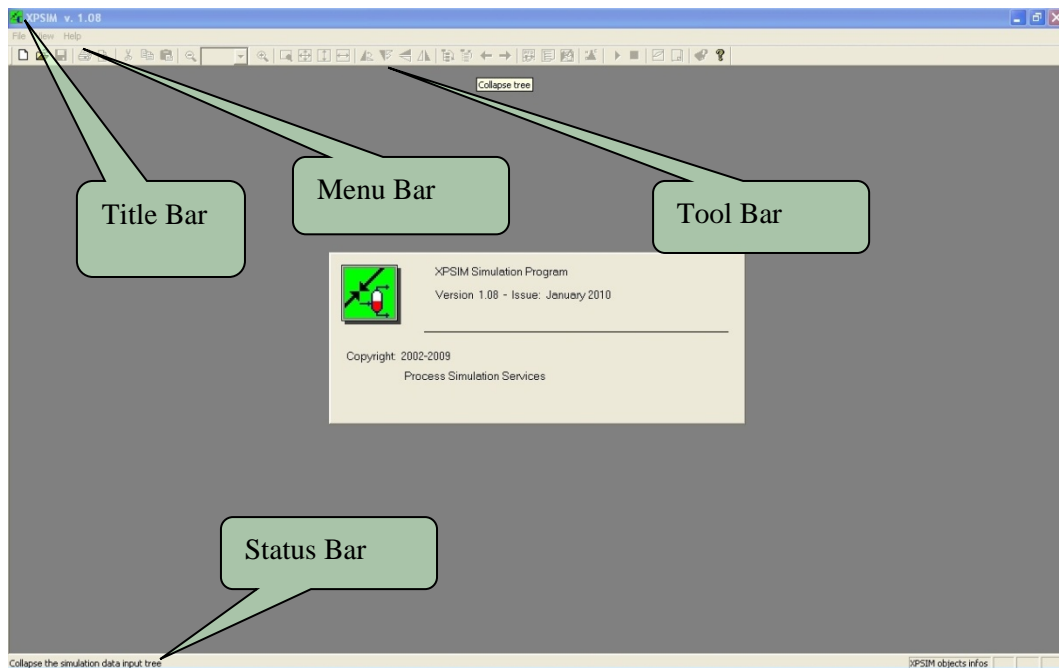 XPSIM v. 1.08
File View Help
Collapse tree
Title Bar
Menu Bar
Tool Bar
XPSIM Simulation Program
Version 1.08 - Issue: January 2010
Copyright: 2002-2009
Process Simulation Services
Status Bar
Collapse the simulation data input tree
XPSIM objects infos